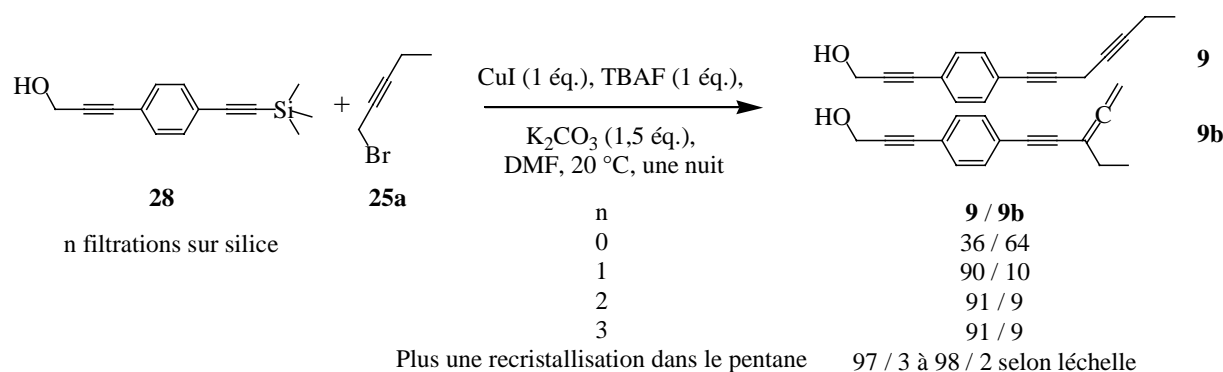 HO
Si
28
n filtrations sur silice
+
Br
25a
CuI (1 éq.), TBAF (1 éq.),
K₂CO₃ (1,5 éq.),
DMF, 20 °C, une nuit
HO
9
HO
C
9b
n
9 / 9b
0
36 / 64
1
90 / 10
2
91 / 9
3
91 / 9
Plus une recristallisation dans le pentane
97 / 3 à 98 / 2 selon léchelle